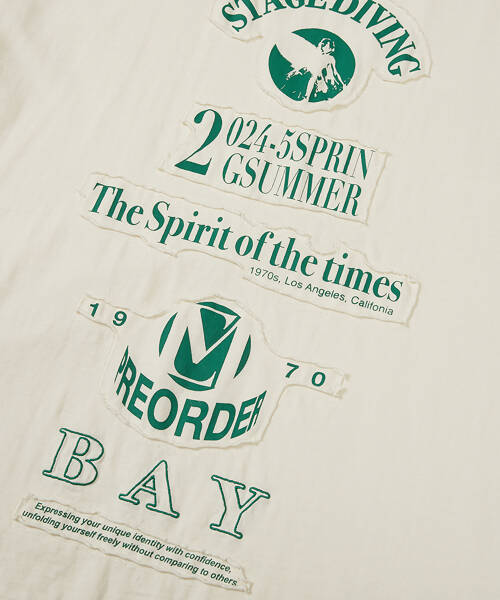 STAGEDIVING
2024-5SPRIN
GSUMMER
The Spirit of the times
1970s, Los Angeles, Califonia
19 70
PREORDER
BAY
Expressing your unique identity with confidence,
unfolding yourself freely without comparing to others.